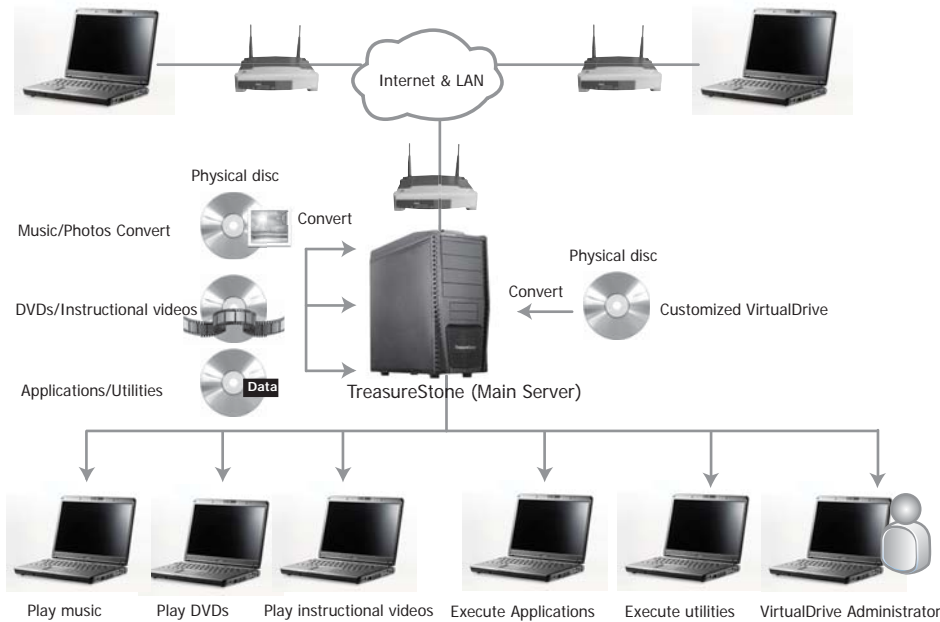 Internet & LAN
Physical disc
Convert
Music/Photos Convert
Physical disc
Convert
DVDs/Instructional videos
Customized VirtualDrive
Applications/Utilities
Data
TreasureStone (Main Server)
Play music
Play DVDs
Play instructional videos
Execute Applications
Execute utilities
VirtualDrive Administrator